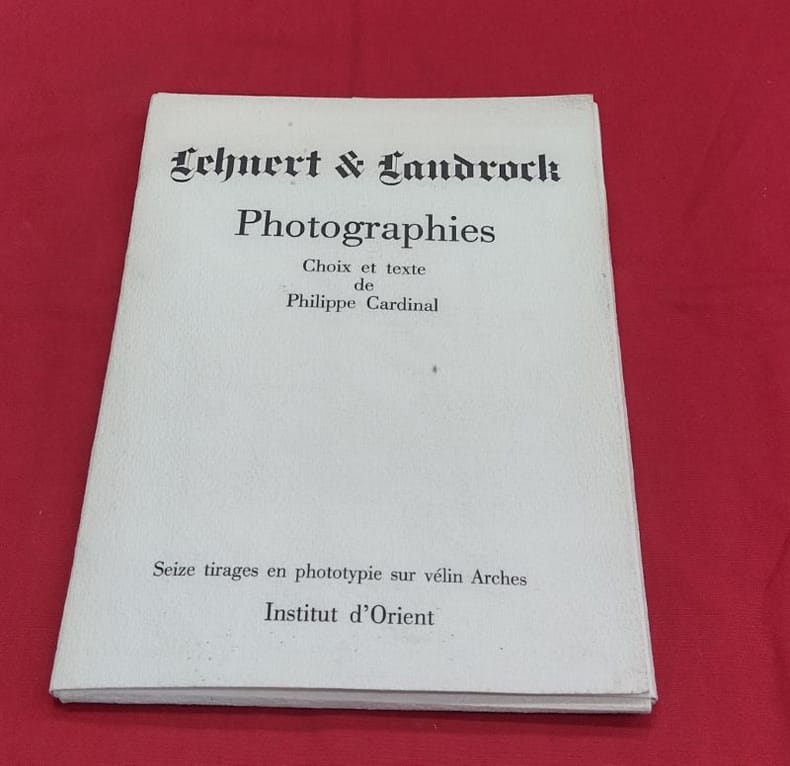 Lehnert & Landrock
Photographies
Choix et texte
de
Philippe Cardinal
Seize tirages en phototypie sur vélin Arches
Institut d'Orient